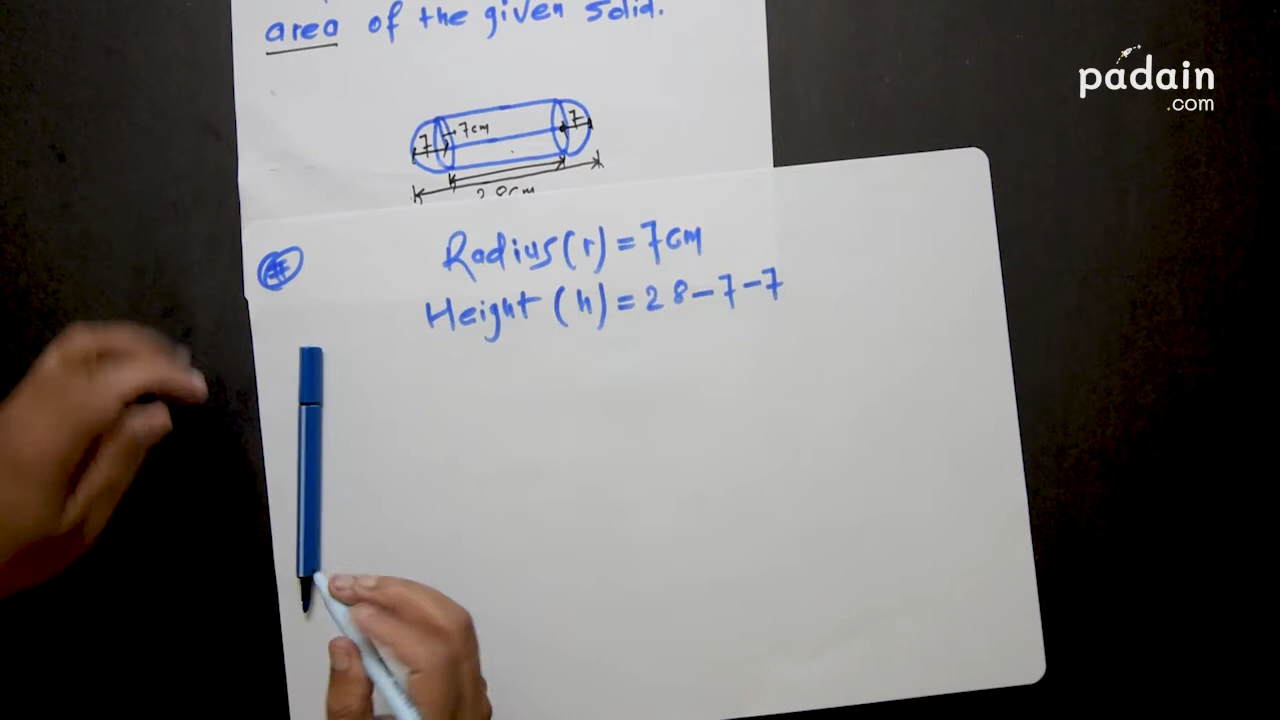 area of the given solid.
padain
.com
7cm
7
7
Radius(r) = 7cm
Height (h) = 28-7-7